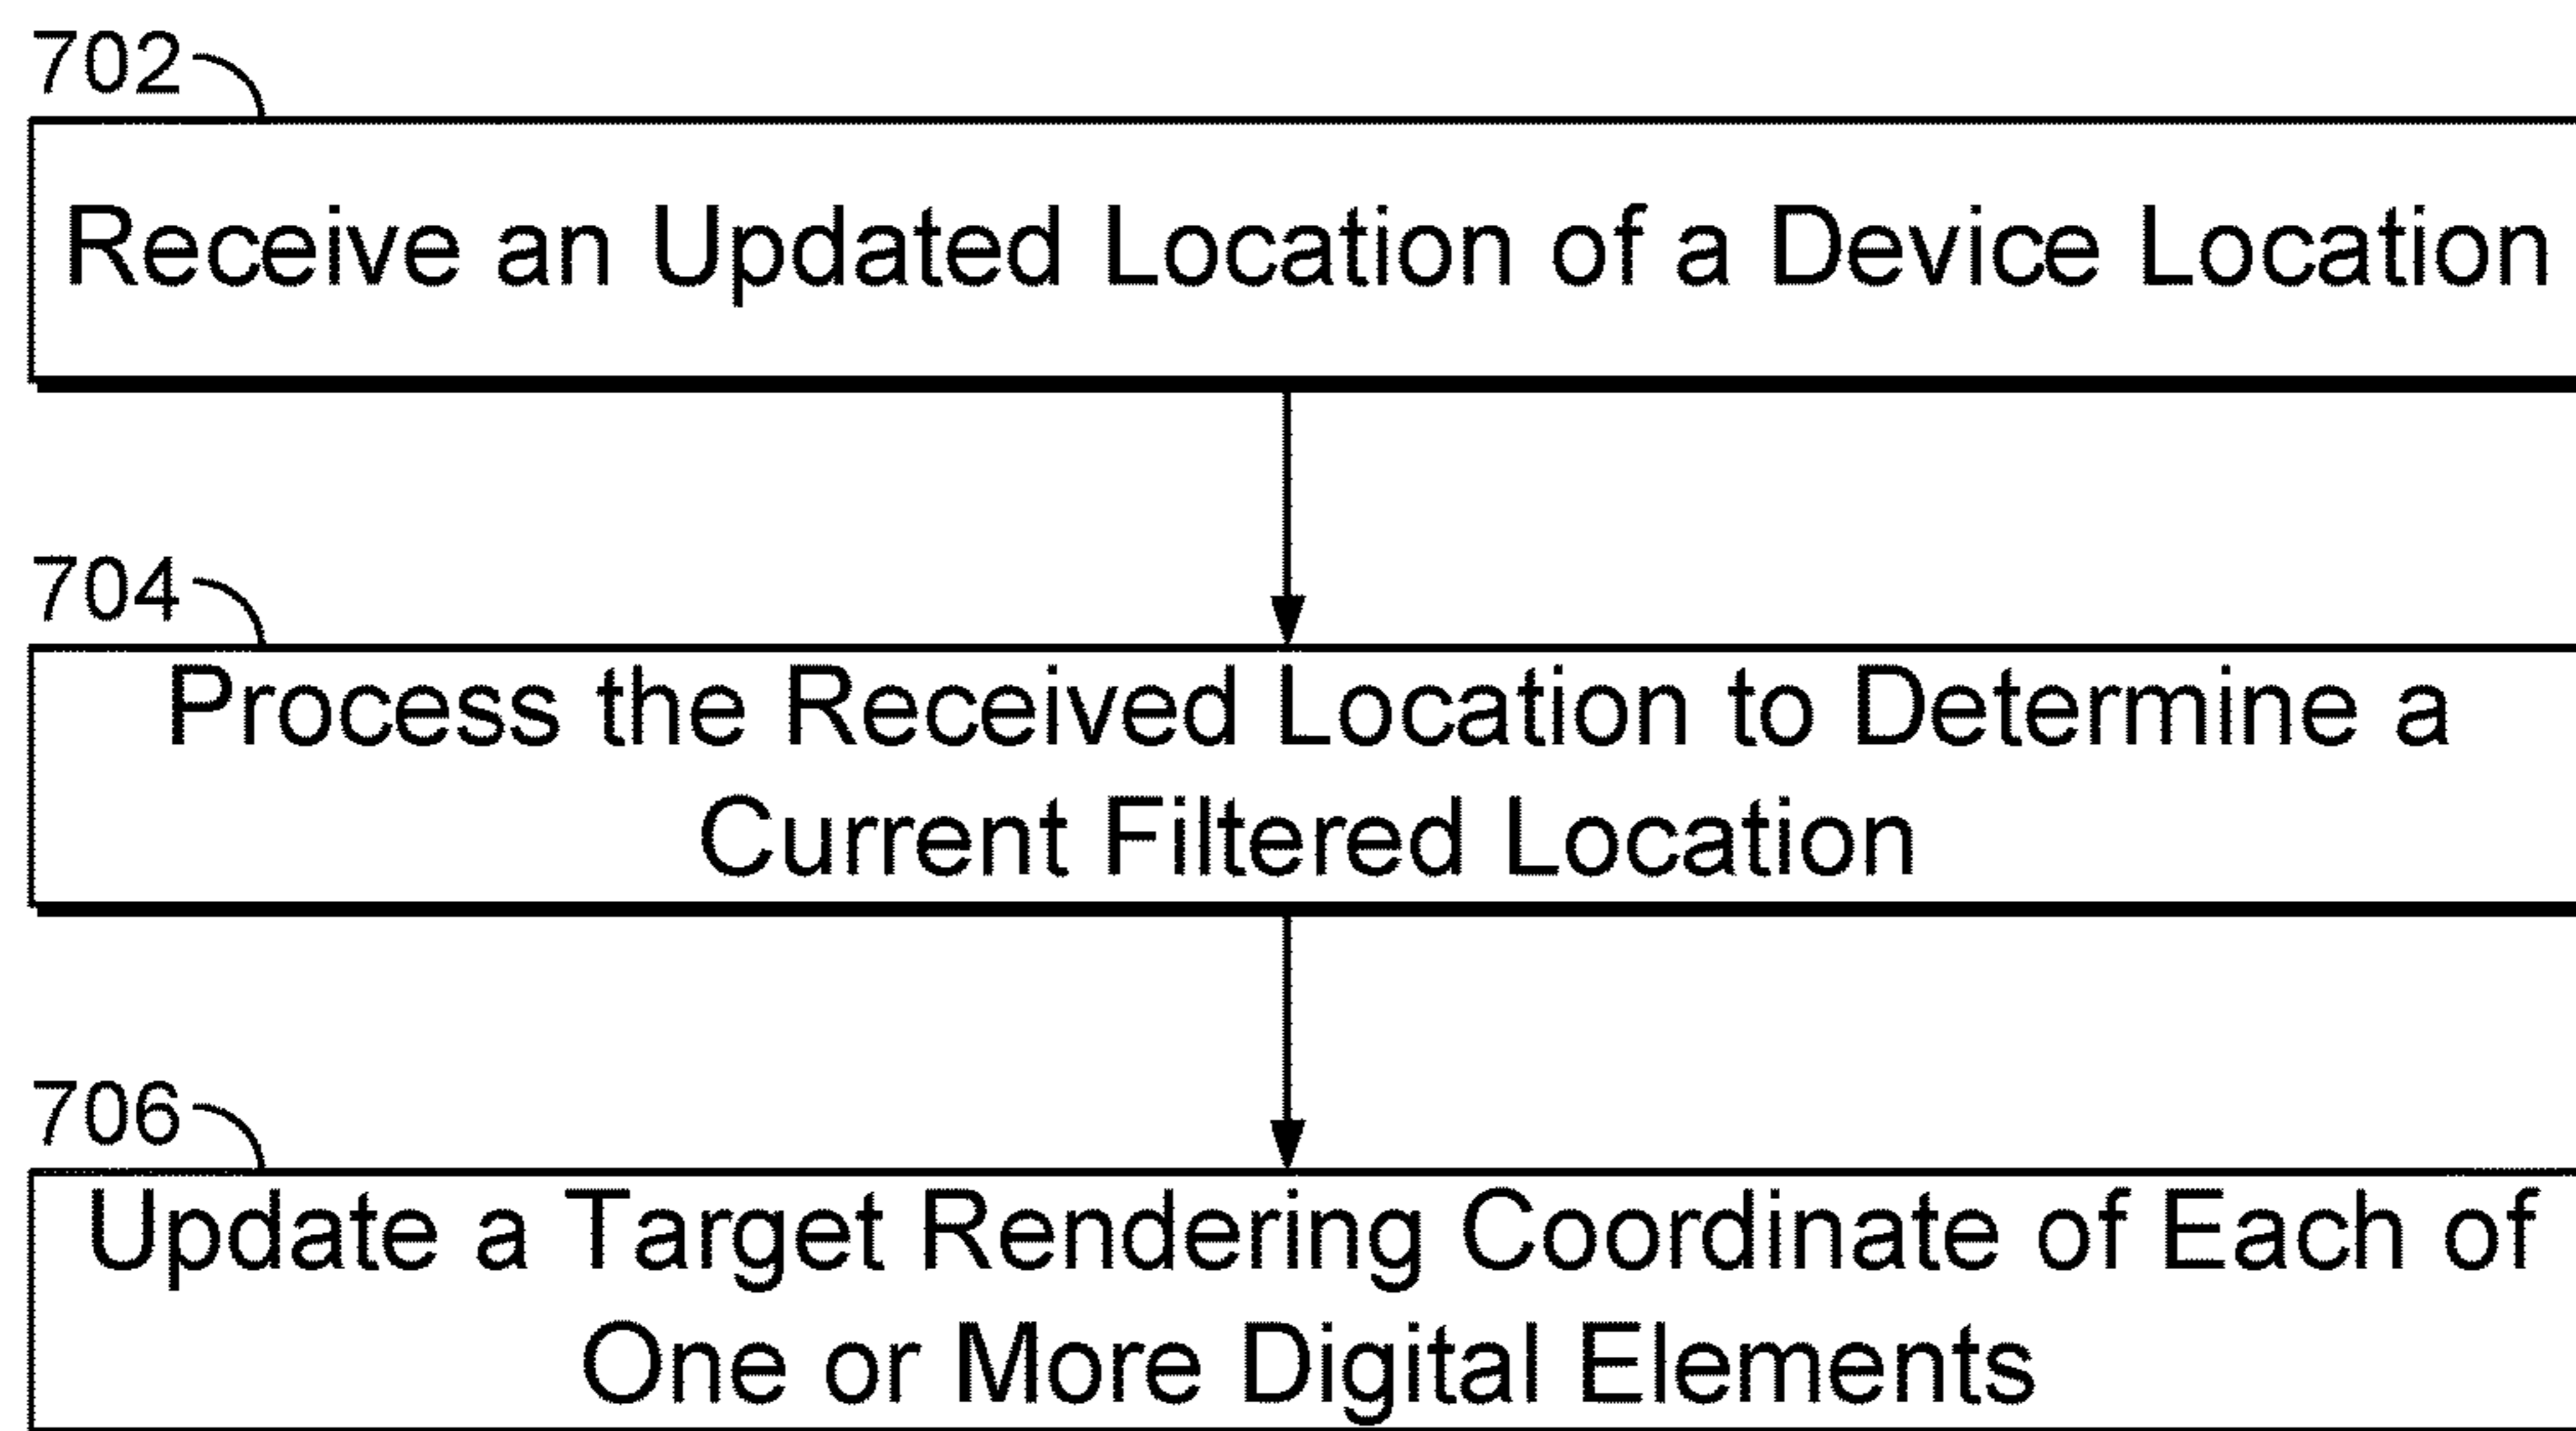 702
Receive an Updated Location of a Device Location
704
Process the Received Location to Determine a
Current Filtered Location
706
Update a Target Rendering Coordinate of Each of
One or More Digital Elements